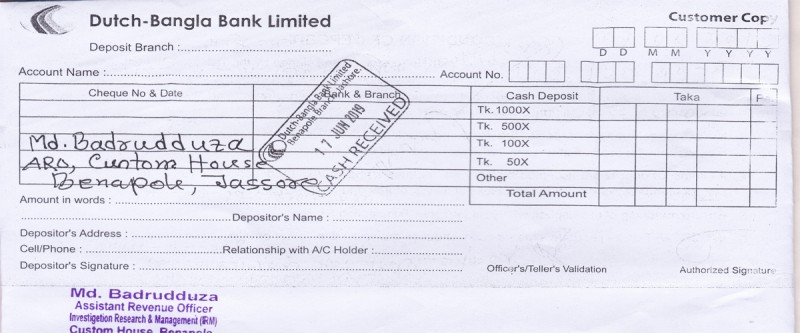 Dutch-Bangla Bank Limited
Customer Copy
Deposit Branch :
D D M M Y Y Y Y
Account Name :
Account No.
Cheque No & Date
Bank & Branch
Cash Deposit
Taka
Tk. 1000X
Tk. 500X
Tk. 100X
Tk. 50X
Other
Total Amount
Dutch-Bangla Bank Limited
Benapole Branch, Jashore.
17 JUN 2019
CASH RECEIVED
Md. Badrudduza
ARO, Custom House
Benapole, Jassore
Amount in words :
Depositor's Name :
Depositor's Address :
Cell/Phone :
Relationship with A/C Holder :
Depositor's Signature :
Officer's/Teller's Validation
Authorized Signature
Md. Badrudduza
Assistant Revenue Officer
Investigetion Research & Management (IRM)
Custom House, Benapole